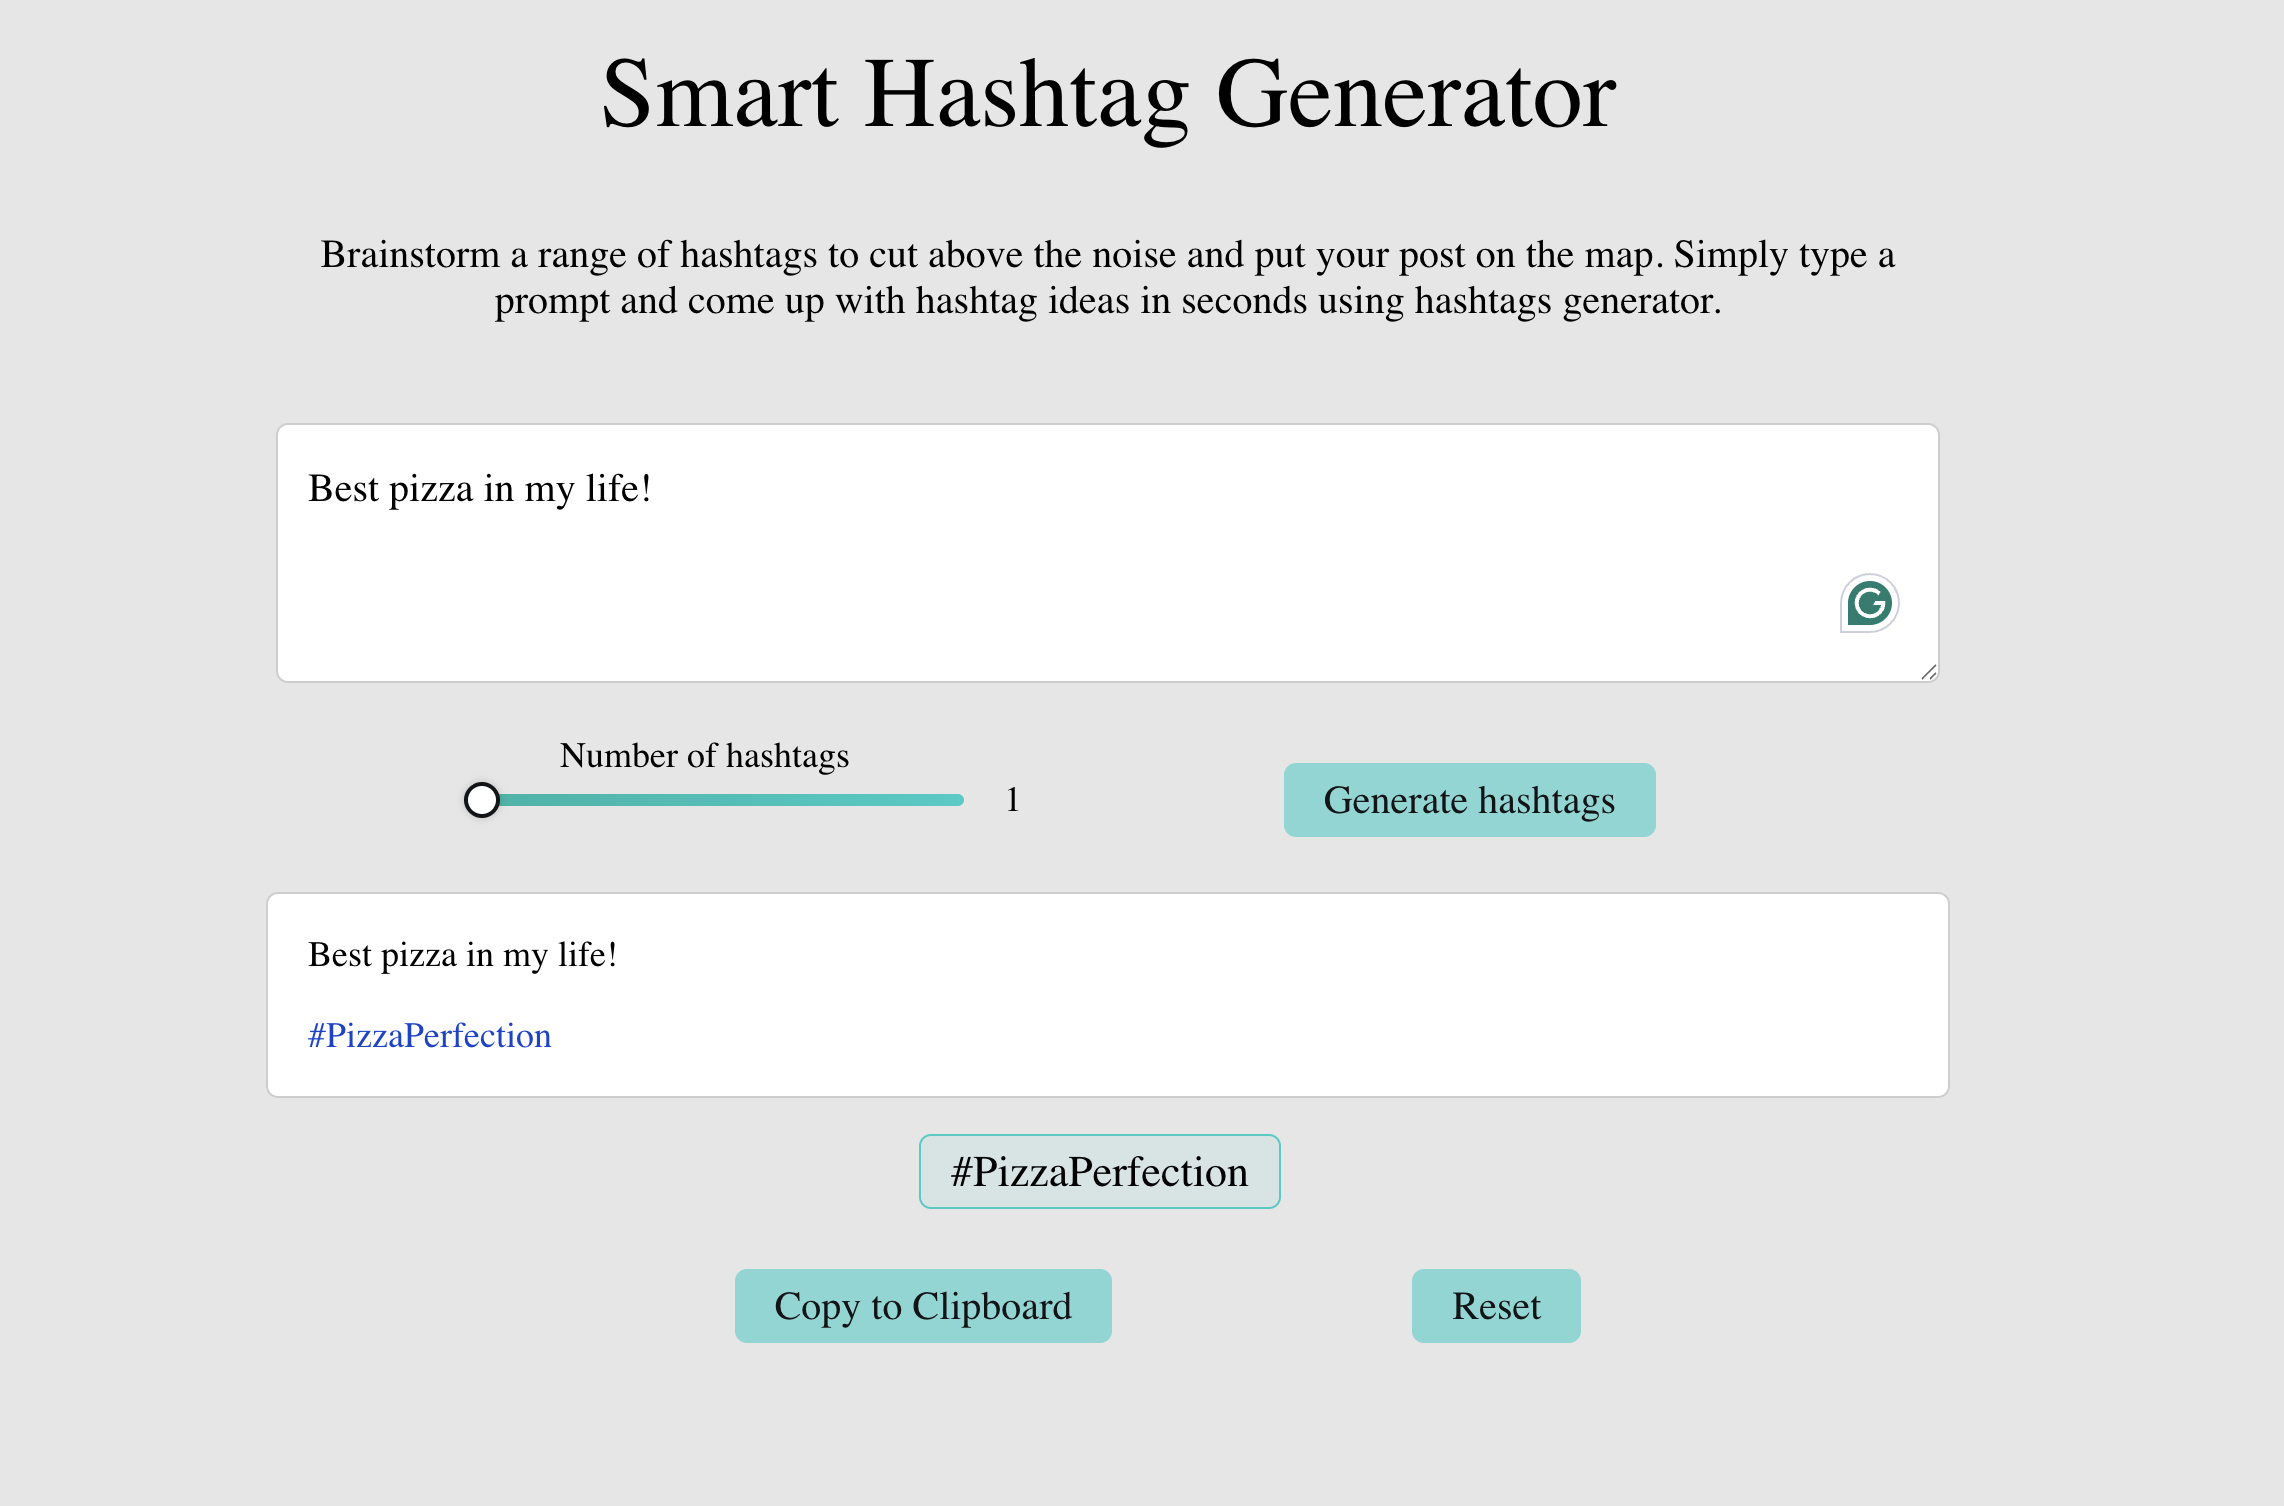 Smart Hashtag Generator
Brainstorm a range of hashtags to cut above the noise and put your post on the map. Simply type a
prompt and come up with hashtag ideas in seconds using hashtags generator.
Best pizza in my life!
Number of hashtags
1
Generate hashtags
Best pizza in my life!
#PizzaPerfection
#PizzaPerfection
Copy to Clipboard
Reset